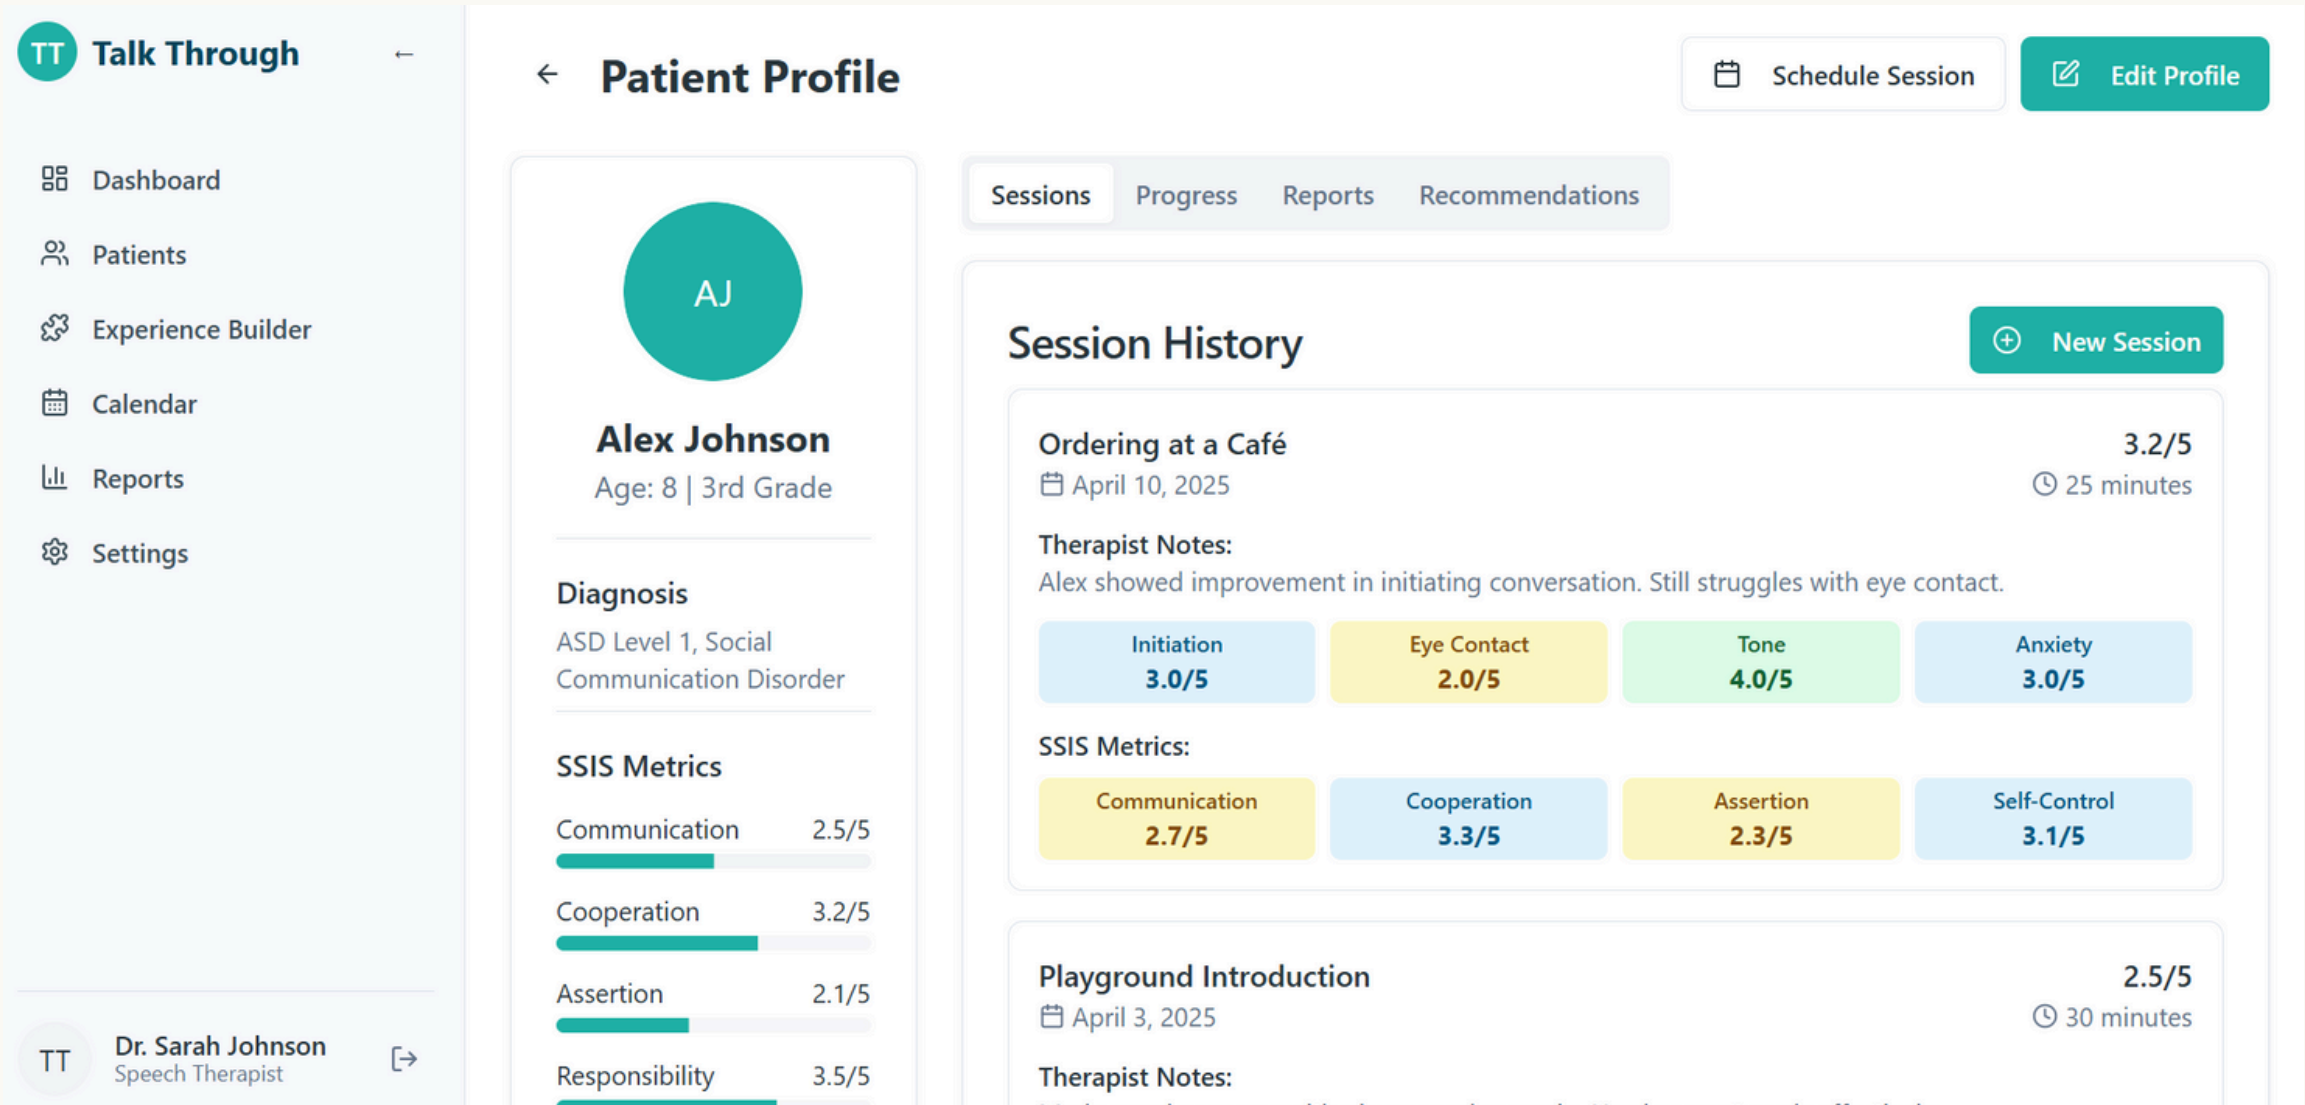 TT Talk Through ←
Dashboard
Patients
Experience Builder
Calendar
Reports
Settings
TT
Dr. Sarah Johnson
Speech Therapist
← Patient Profile
Schedule Session
Edit Profile
AJ
Alex Johnson
Age: 8 | 3rd Grade
Diagnosis
ASD Level 1, Social
Communication Disorder
SSIS Metrics
Communication 2.5/5
Cooperation 3.2/5
Assertion 2.1/5
Responsibility 3.5/5
Sessions Progress Reports Recommendations
Session History
New Session
Ordering at a Café 3.2/5
April 10, 2025 25 minutes
Therapist Notes:
Alex showed improvement in initiating conversation. Still struggles with eye contact.
Initiation Eye Contact Tone Anxiety
3.0/5 2.0/5 4.0/5 3.0/5
SSIS Metrics:
Communication Cooperation Assertion Self-Control
2.7/5 3.3/5 2.3/5 3.1/5
Playground Introduction 2.5/5
April 3, 2025 30 minutes
Therapist Notes: